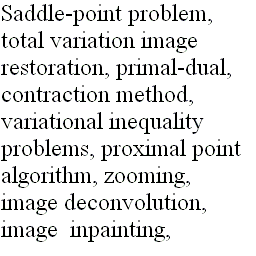 Saddle-point problem,
total variation image
restoration, primal-dual,
contraction method,
variational inequality
problems, proximal point
algorithm, zooming,
image deconvolution,
image  inpainting,